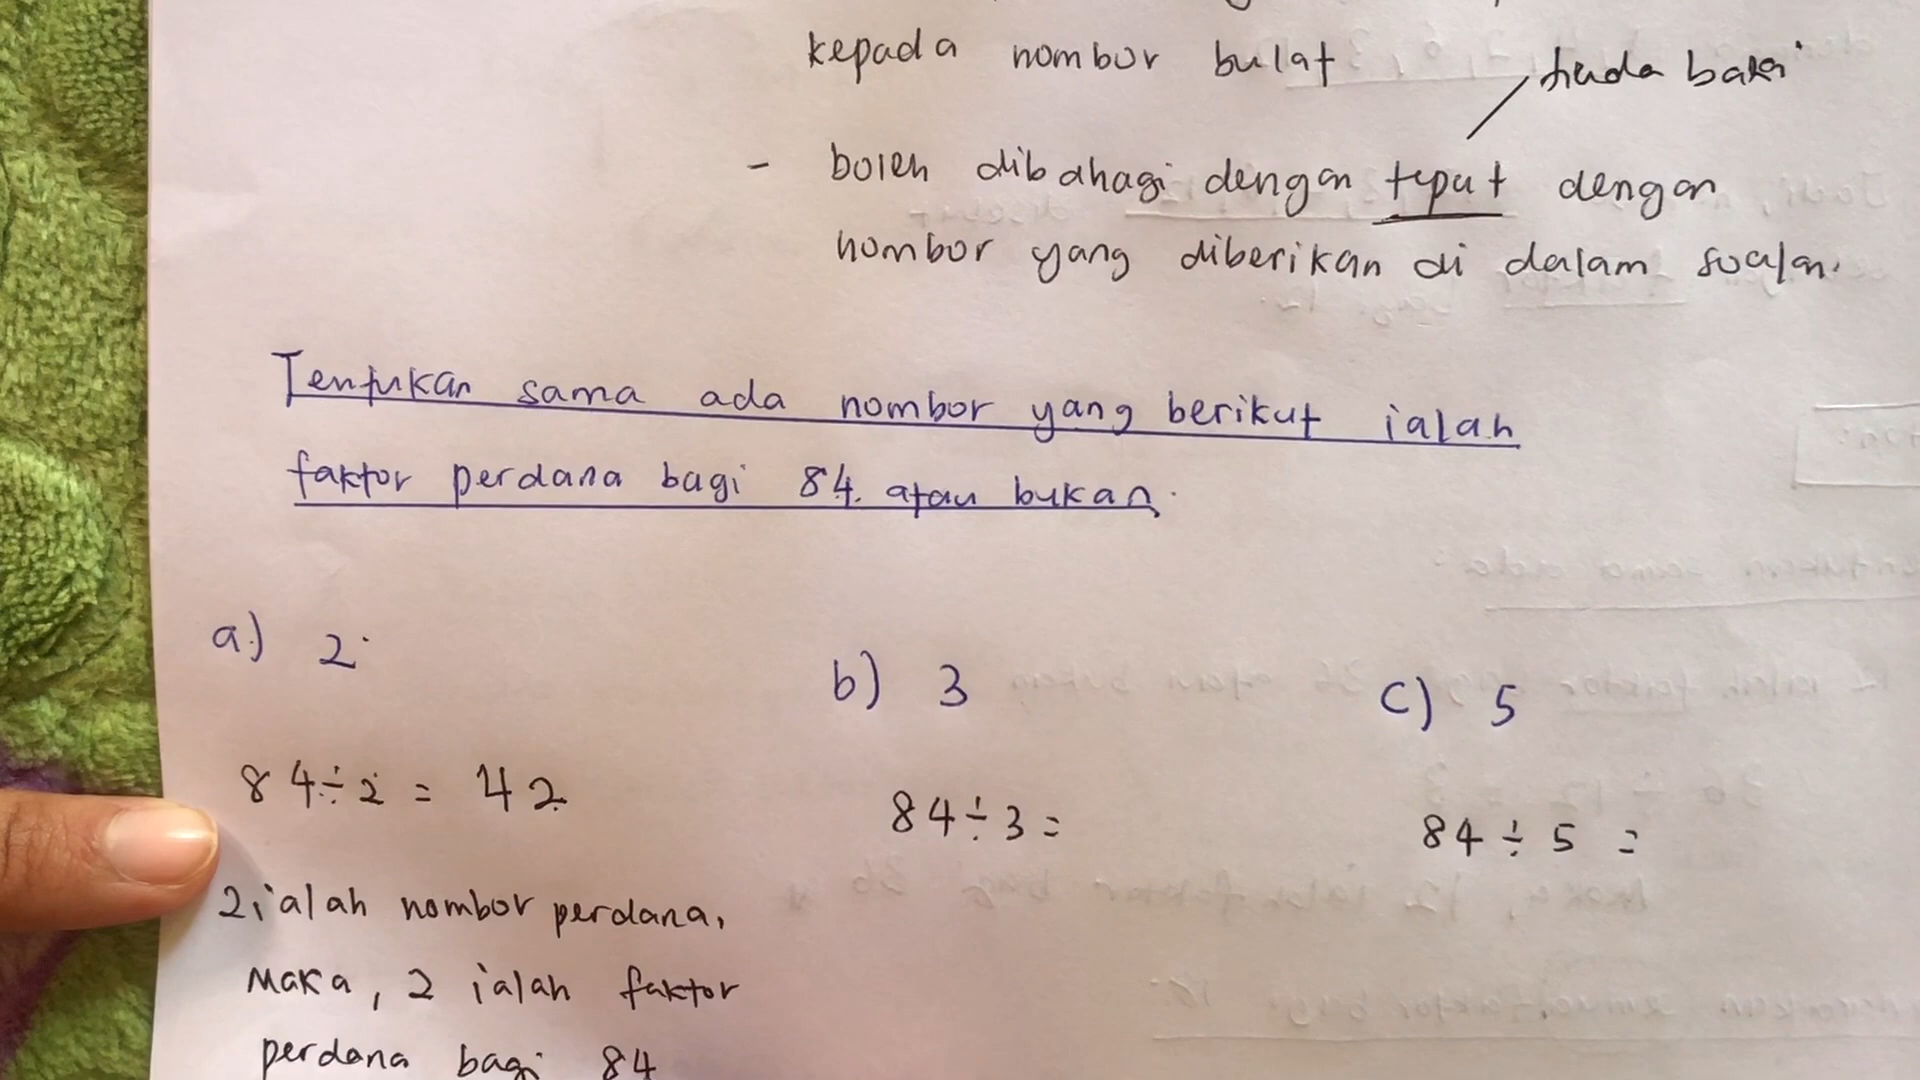 kepada nombor bulat
tiada baki
- boleh dibahagi dengan tepat dengan
nombor yang diberikan di dalam soalan.
Tentukan sama ada nombor yang berikut ialah
faktor perdana bagi 84. atau bukan.
a) 2
b) 3
c) 5
84 ÷ 2 = 42
84 ÷ 3 =
84 ÷ 5 =
2 ialah nombor perdana,
Maka, 2 ialah faktor
perdana bagi 84